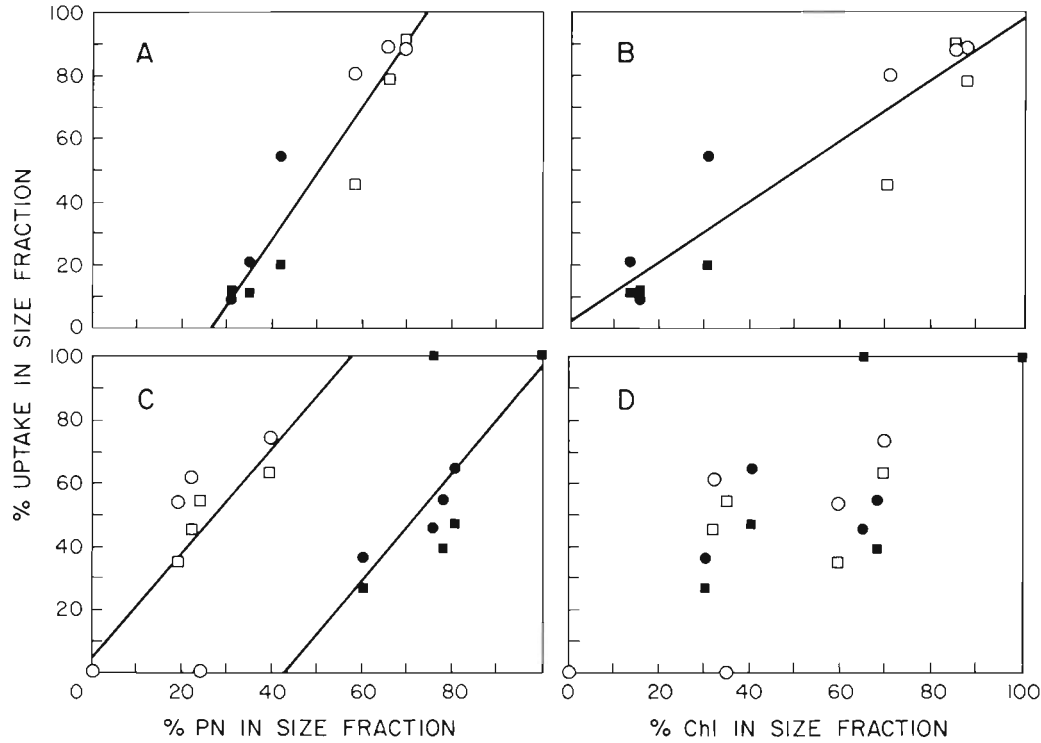 100
80
60
40
20
0
A
B
% UPTAKE IN SIZE FRACTION
100
80
60
40
20
C
D
0 20 40 60 80
0 20 40 60 80 100
% PN IN SIZE FRACTION
% Chl IN SIZE FRACTION